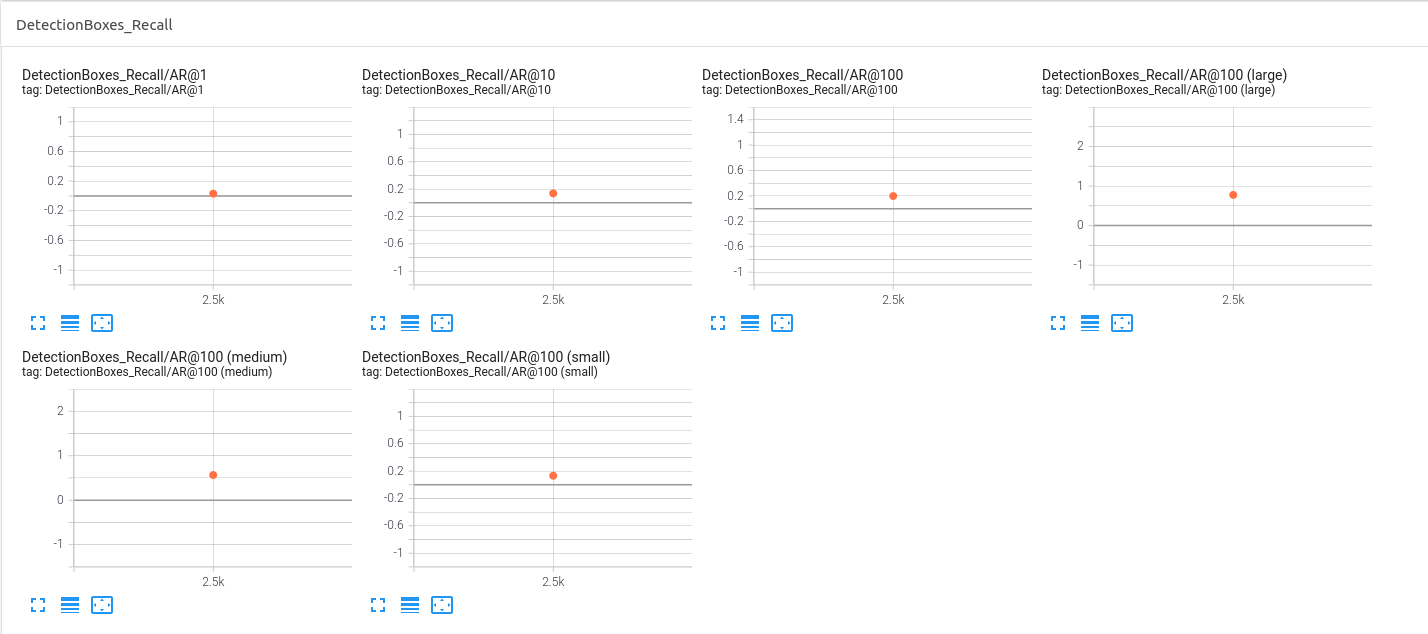 DetectionBoxes_Recall
DetectionBoxes_Recall/AR@1
tag: DetectionBoxes_Recall/AR@1
1
0.6
0.2
-0.2
-0.6
-1
2.5k
DetectionBoxes_Recall/AR@10
tag: DetectionBoxes_Recall/AR@10
1
0.6
0.2
-0.2
-0.6
-1
2.5k
DetectionBoxes_Recall/AR@100
tag: DetectionBoxes_Recall/AR@100
1.4
1
0.6
0.2
-0.2
-0.6
-1
2.5k
DetectionBoxes_Recall/AR@100 (large)
tag: DetectionBoxes_Recall/AR@100 (large)
2
1
0
-1
2.5k
DetectionBoxes_Recall/AR@100 (medium)
tag: DetectionBoxes_Recall/AR@100 (medium)
2
1
0
-1
2.5k
DetectionBoxes_Recall/AR@100 (small)
tag: DetectionBoxes_Recall/AR@100 (small)
1
0.6
0.2
-0.2
-0.6
-1
2.5k